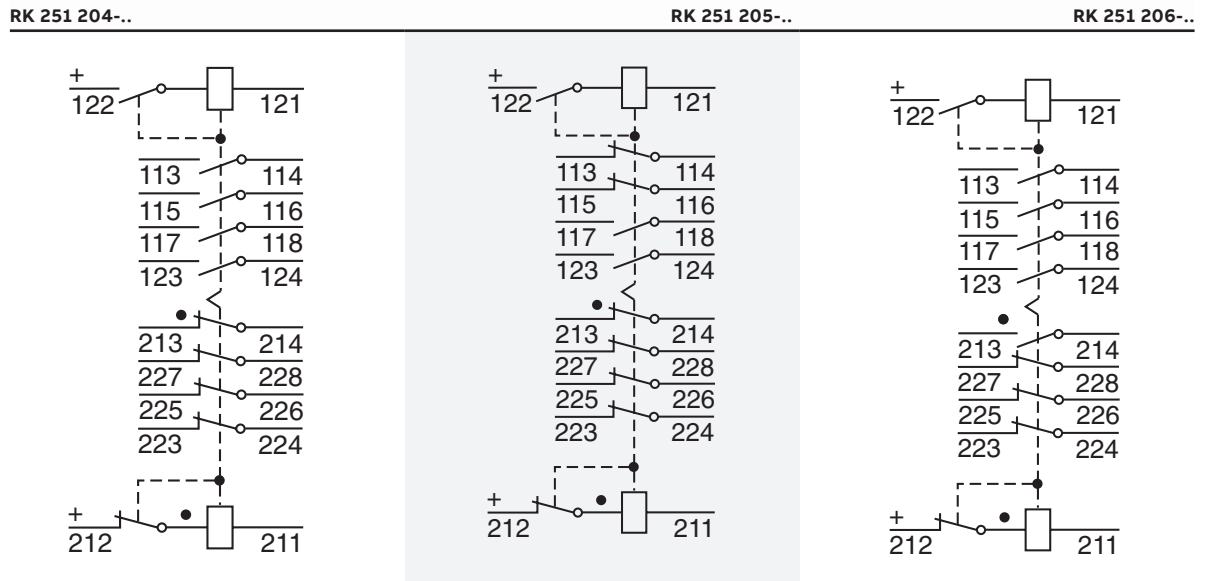 RK 251 204-.. RK 251 205-.. RK 251 206-..
+ + +
122 121 122 121 122 121
113 114 113 114 113 114
115 116 115 116 115 116
117 118 117 118 117 118
123 124 123 124 123 124
213 214 213 214 213 214
227 228 227 228 227 228
225 226 225 226 225 226
223 224 223 224 223 224
+ + +
212 211 212 211 212 211